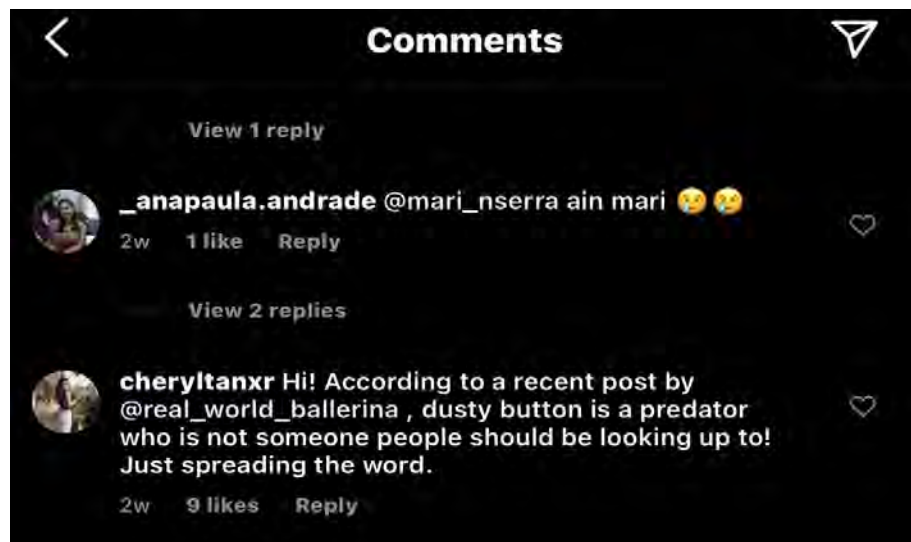 Comments
View 1 reply
_anapaula.andrade @mari_nserra ain mari 😢😢
2w 1 like Reply
View 2 replies
cheryltanxr Hi! According to a recent post by
@real_world_ballerina , dusty button is a predator
who is not someone people should be looking up to!
Just spreading the word.
2w 9 likes Reply